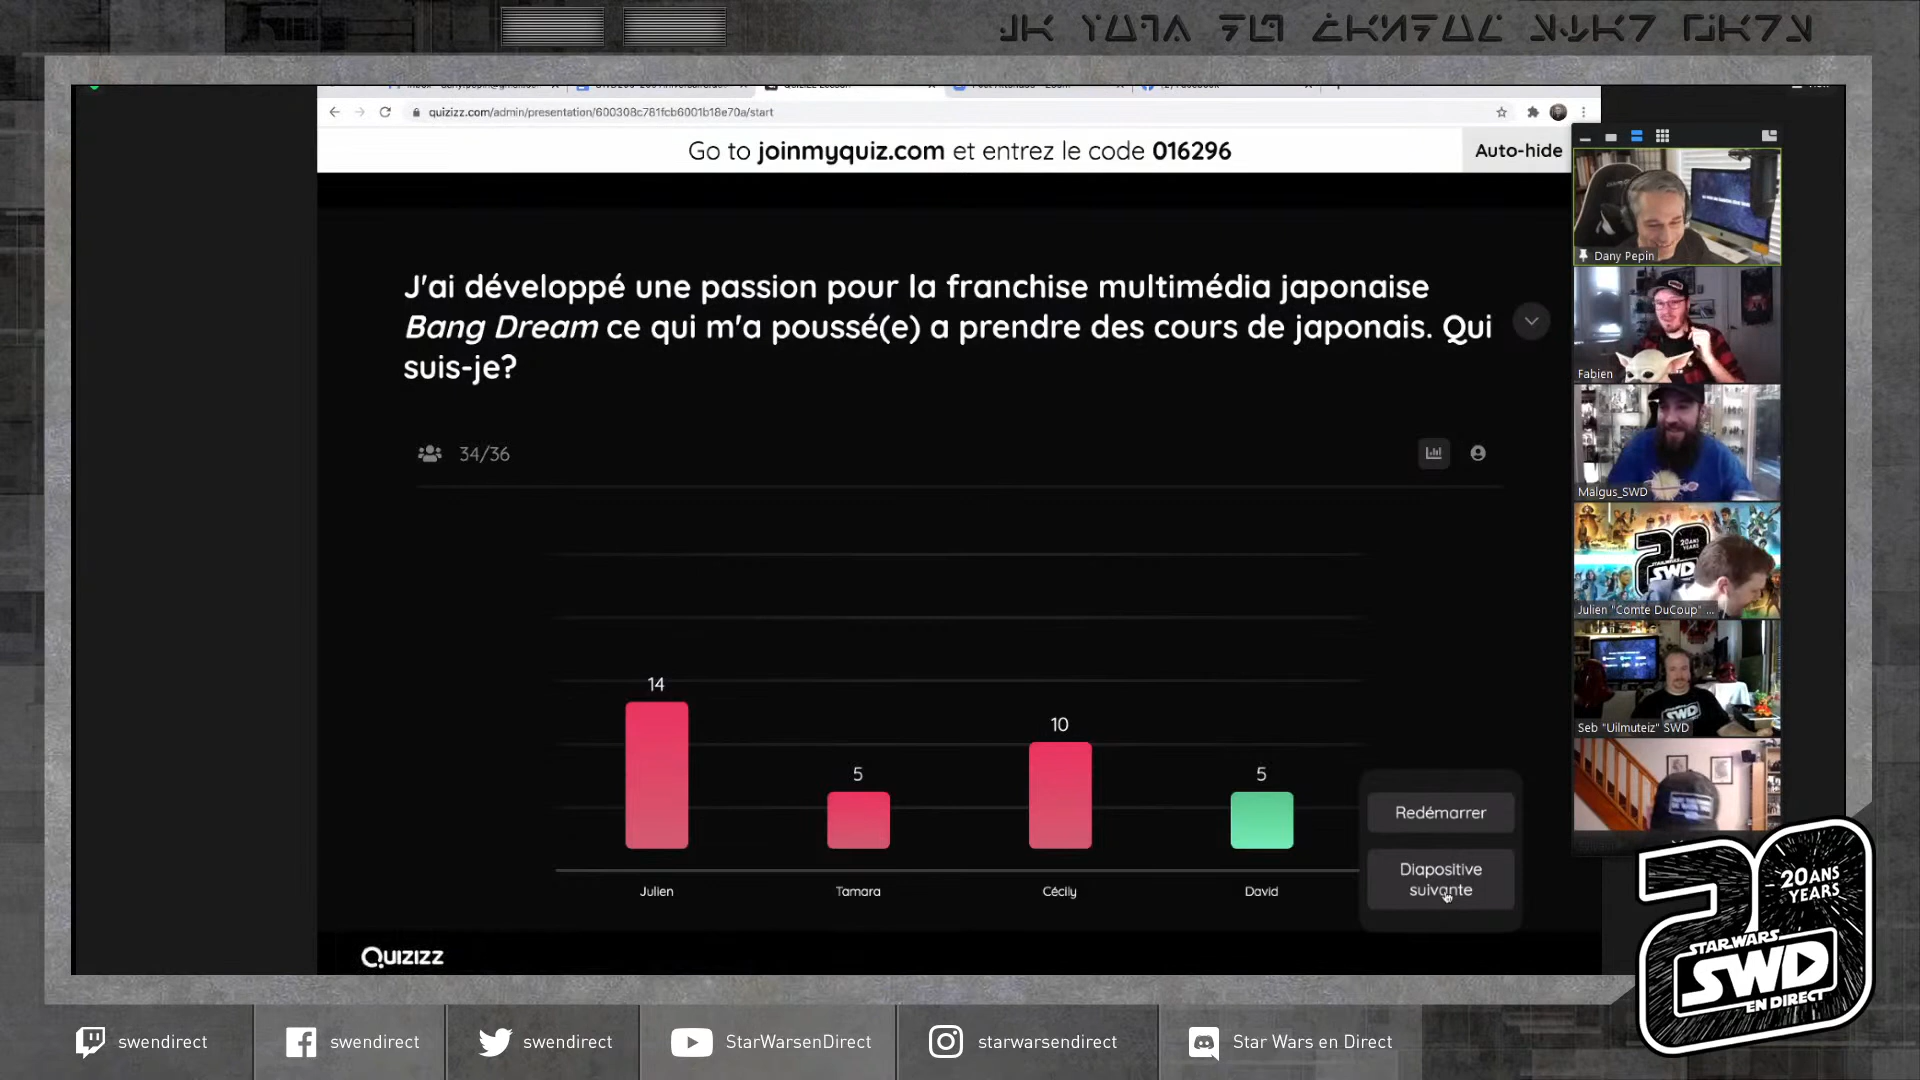 quizizz.com/admin/presentation/600308c781fcb6001b18e70a/start
Go to joinmyquiz.com et entrez le code 016296
Auto-hide
J'ai développé une passion pour la franchise multimédia japonaise
Bang Dream ce qui m'a poussé(e) a prendre des cours de japonais. Qui
suis-je?
34/36
14
5
10
5
Julien
Tamara
Cécily
David
Redémarrer
Diapositive
suivante
Quizizz
Dany Pepin
Fabien
Malgus_SWD
Julien "Comte DuCoup" ...
Seb "Uilmuteiz" SWD
20 ANS
YEARS
STAR WARS
SWD
EN DIRECT
swendirect
swendirect
swendirect
StarWarsenDirect
starwarsendirect
Star Wars en Direct